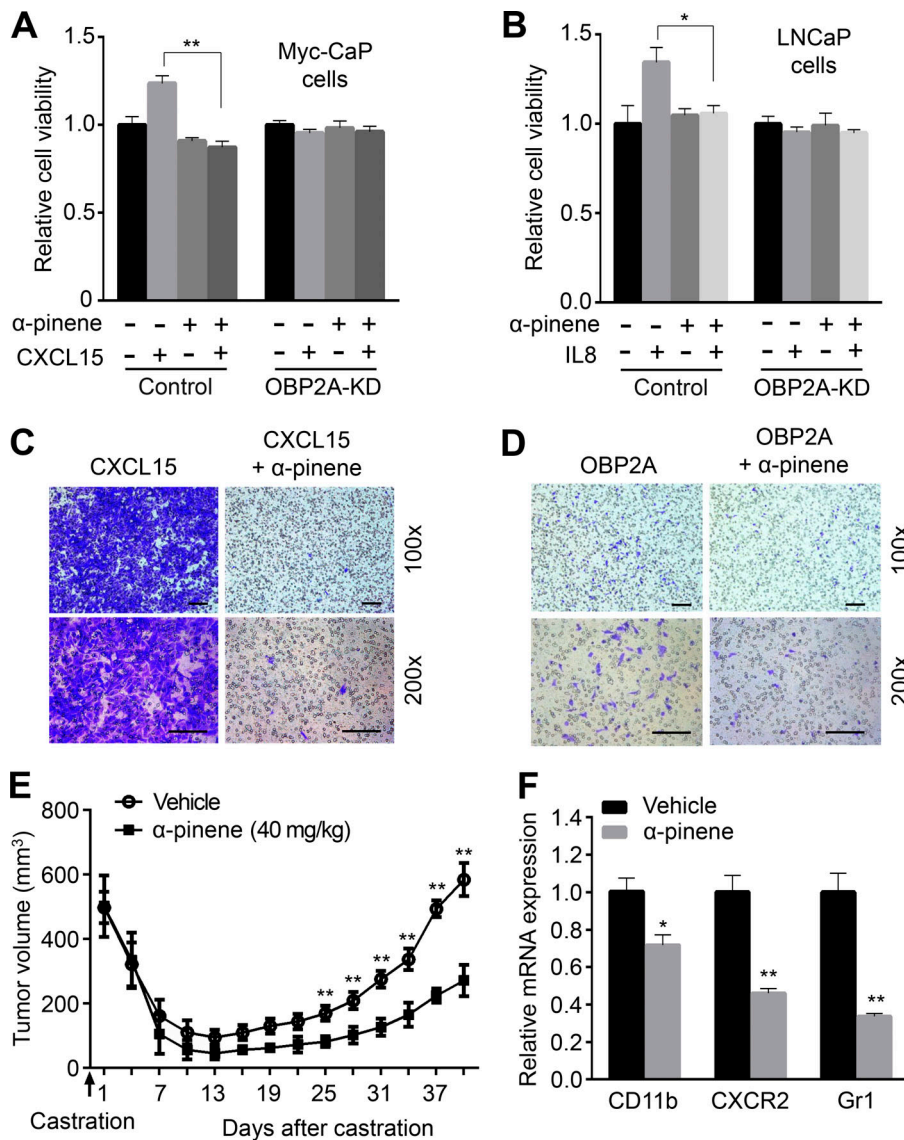 A
Myc-CaP
cells
Relative cell viability
1.5
1.0
0.5
0
**
α-pinene - - + + - - + +
CXCL15 - + - + - + - +
Control OBP2A-KD
B
LNCaP
cells
Relative cell viability
1.5
1.0
0.5
0.0
*
α-pinene - - + + - - + +
IL8 - + - + - + - +
Control OBP2A-KD
C
CXCL15
CXCL15
+ α-pinene
100x
200x
D
OBP2A
OBP2A
+ α-pinene
100x
200x
E
Vehicle
α-pinene (40 mg/kg)
Tumor volume (mm³)
800
600
400
200
0
** ** ** ** ** **
1 7 13 19 25 31 37
Castration
Days after castration
F
Vehicle
α-pinene
Relative mRNA expression
1.4
1.2
1.0
0.8
0.6
0.4
0.2
0.0
* ** **
CD11b CXCR2 Gr1